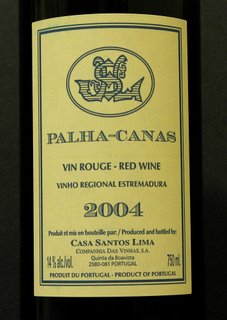 PALHA-CANAS
VIN ROUGE - RED WINE
VINHO REGIONAL ESTREMADURA
2004
Produit et mis en bouteille par: / Produced and bottled by:
CASA SANTOS LIMA
COMPANHIA DAS VINHAS, S.A.
14 % alc./vol. Quinta da Boavista 750 ml.
2580-081 PORTUGAL
PRODUIT DU PORTUGAL - PRODUCT OF PORTUGAL